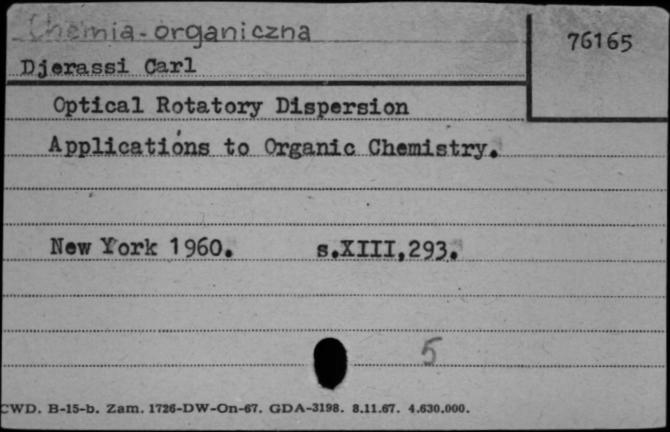 Chemia-organiczna
76165
Djerassi Carl
Optical Rotatory Dispersion
Applications to Organic Chemistry.
New York 1960. s.XIII,293.
5
CWD. B-15-b. Zam. 1726-DW-On-67. GDA-3198. 8.11.67. 4.630.000.